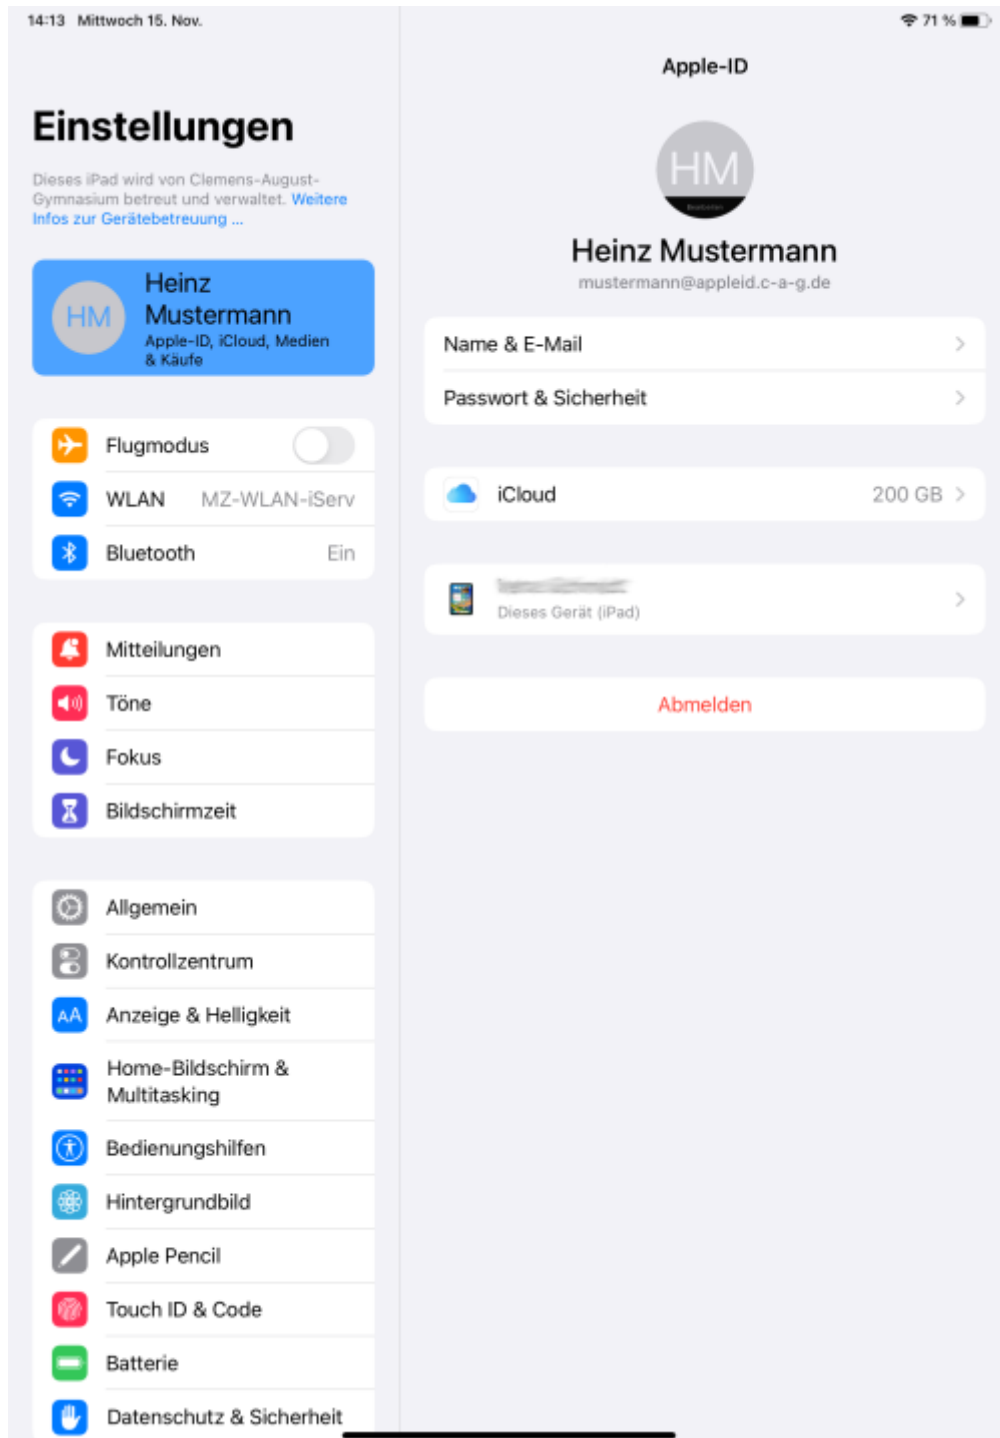 14:13 Mittwoch 15. Nov.
71 %
Einstellungen
Dieses iPad wird von Clemens-August-
Gymnasium betreut und verwaltet. Weitere
Infos zur Gerätebetreuung ...
HM
Heinz
Mustermann
Apple-ID, iCloud, Medien
& Käufe
Flugmodus
WLAN MZ-WLAN-iServ
Bluetooth Ein
Mitteilungen
Töne
Fokus
Bildschirmzeit
Allgemein
Kontrollzentrum
AA Anzeige & Helligkeit
Home-Bildschirm &
Multitasking
Bedienungshilfen
Hintergrundbild
Apple Pencil
Touch ID & Code
Batterie
Datenschutz & Sicherheit
Apple-ID
HM
Bearbeiten
Heinz Mustermann
mustermann@appleid.c-a-g.de
Name & E-Mail
Passwort & Sicherheit
iCloud 200 GB
Dieses Gerät (iPad)
Abmelden